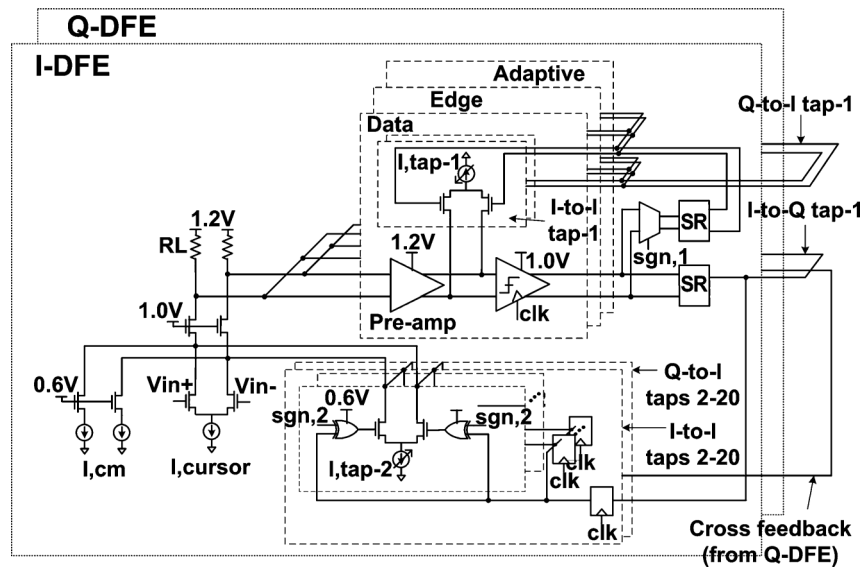 Q-DFE
I-DFE
Adaptive
Edge
Data
Q-to-I tap-1
I,tap-1
I-to-I
tap-1
I-to-Q tap-1
1.2V
RL
1.2V
1.0V
SR
sgn,1
SR
Pre-amp
clk
1.0V
0.6V
Vin+
Vin-
I,cm
I,cursor
0.6V
sgn,2
sgn,2
I,tap-2
clk
clk
clk
Q-to-I
taps 2-20
I-to-I
taps 2-20
Cross feedback
(from Q-DFE)